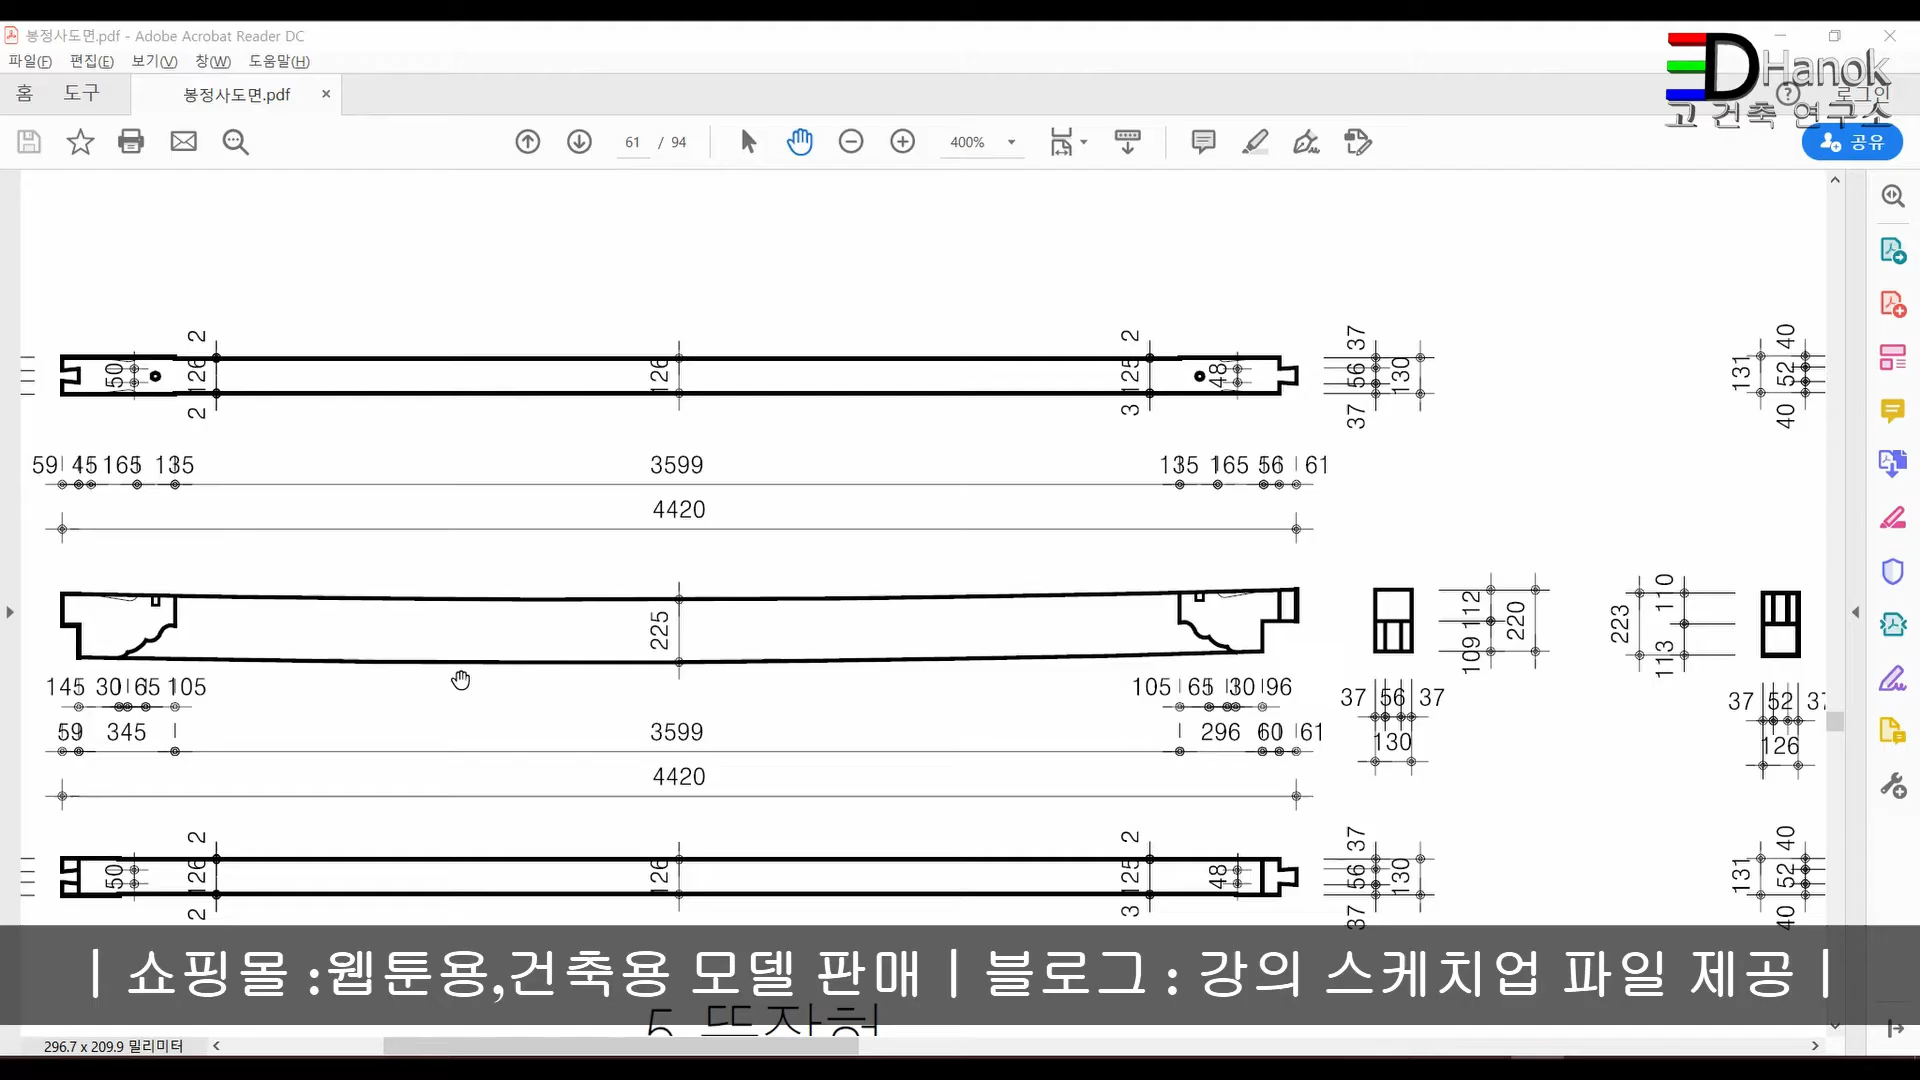 봉정사도면.pdf - Adobe Acrobat Reader DC
파일(F) 편집(E) 보기(V) 창(W) 도움말(H)
홈 도구 봉정사도면.pdf × 로그인
DHanok
고 건축 연구소
61 / 94 400% 공유
2 2 37 40
50 126 126 125 48 56 130 131 52
2 3 37 40
59 45 165 135 3599 135 165 56 61
4420
225 112 220 109 223 110 113
145 30 65 105 105 65 30 96 37 56 37 37 52 37
59 345 3599 296 60 61 130 126
4420
2 2 37 40
50 126 126 125 48 56 130 131 52
2 3 37 40
| 쇼핑몰 :웹툰용,건축용 모델 판매 | 블로그 : 강의 스케치업 파일 제공 |
296.7 x 209.9 밀리미터